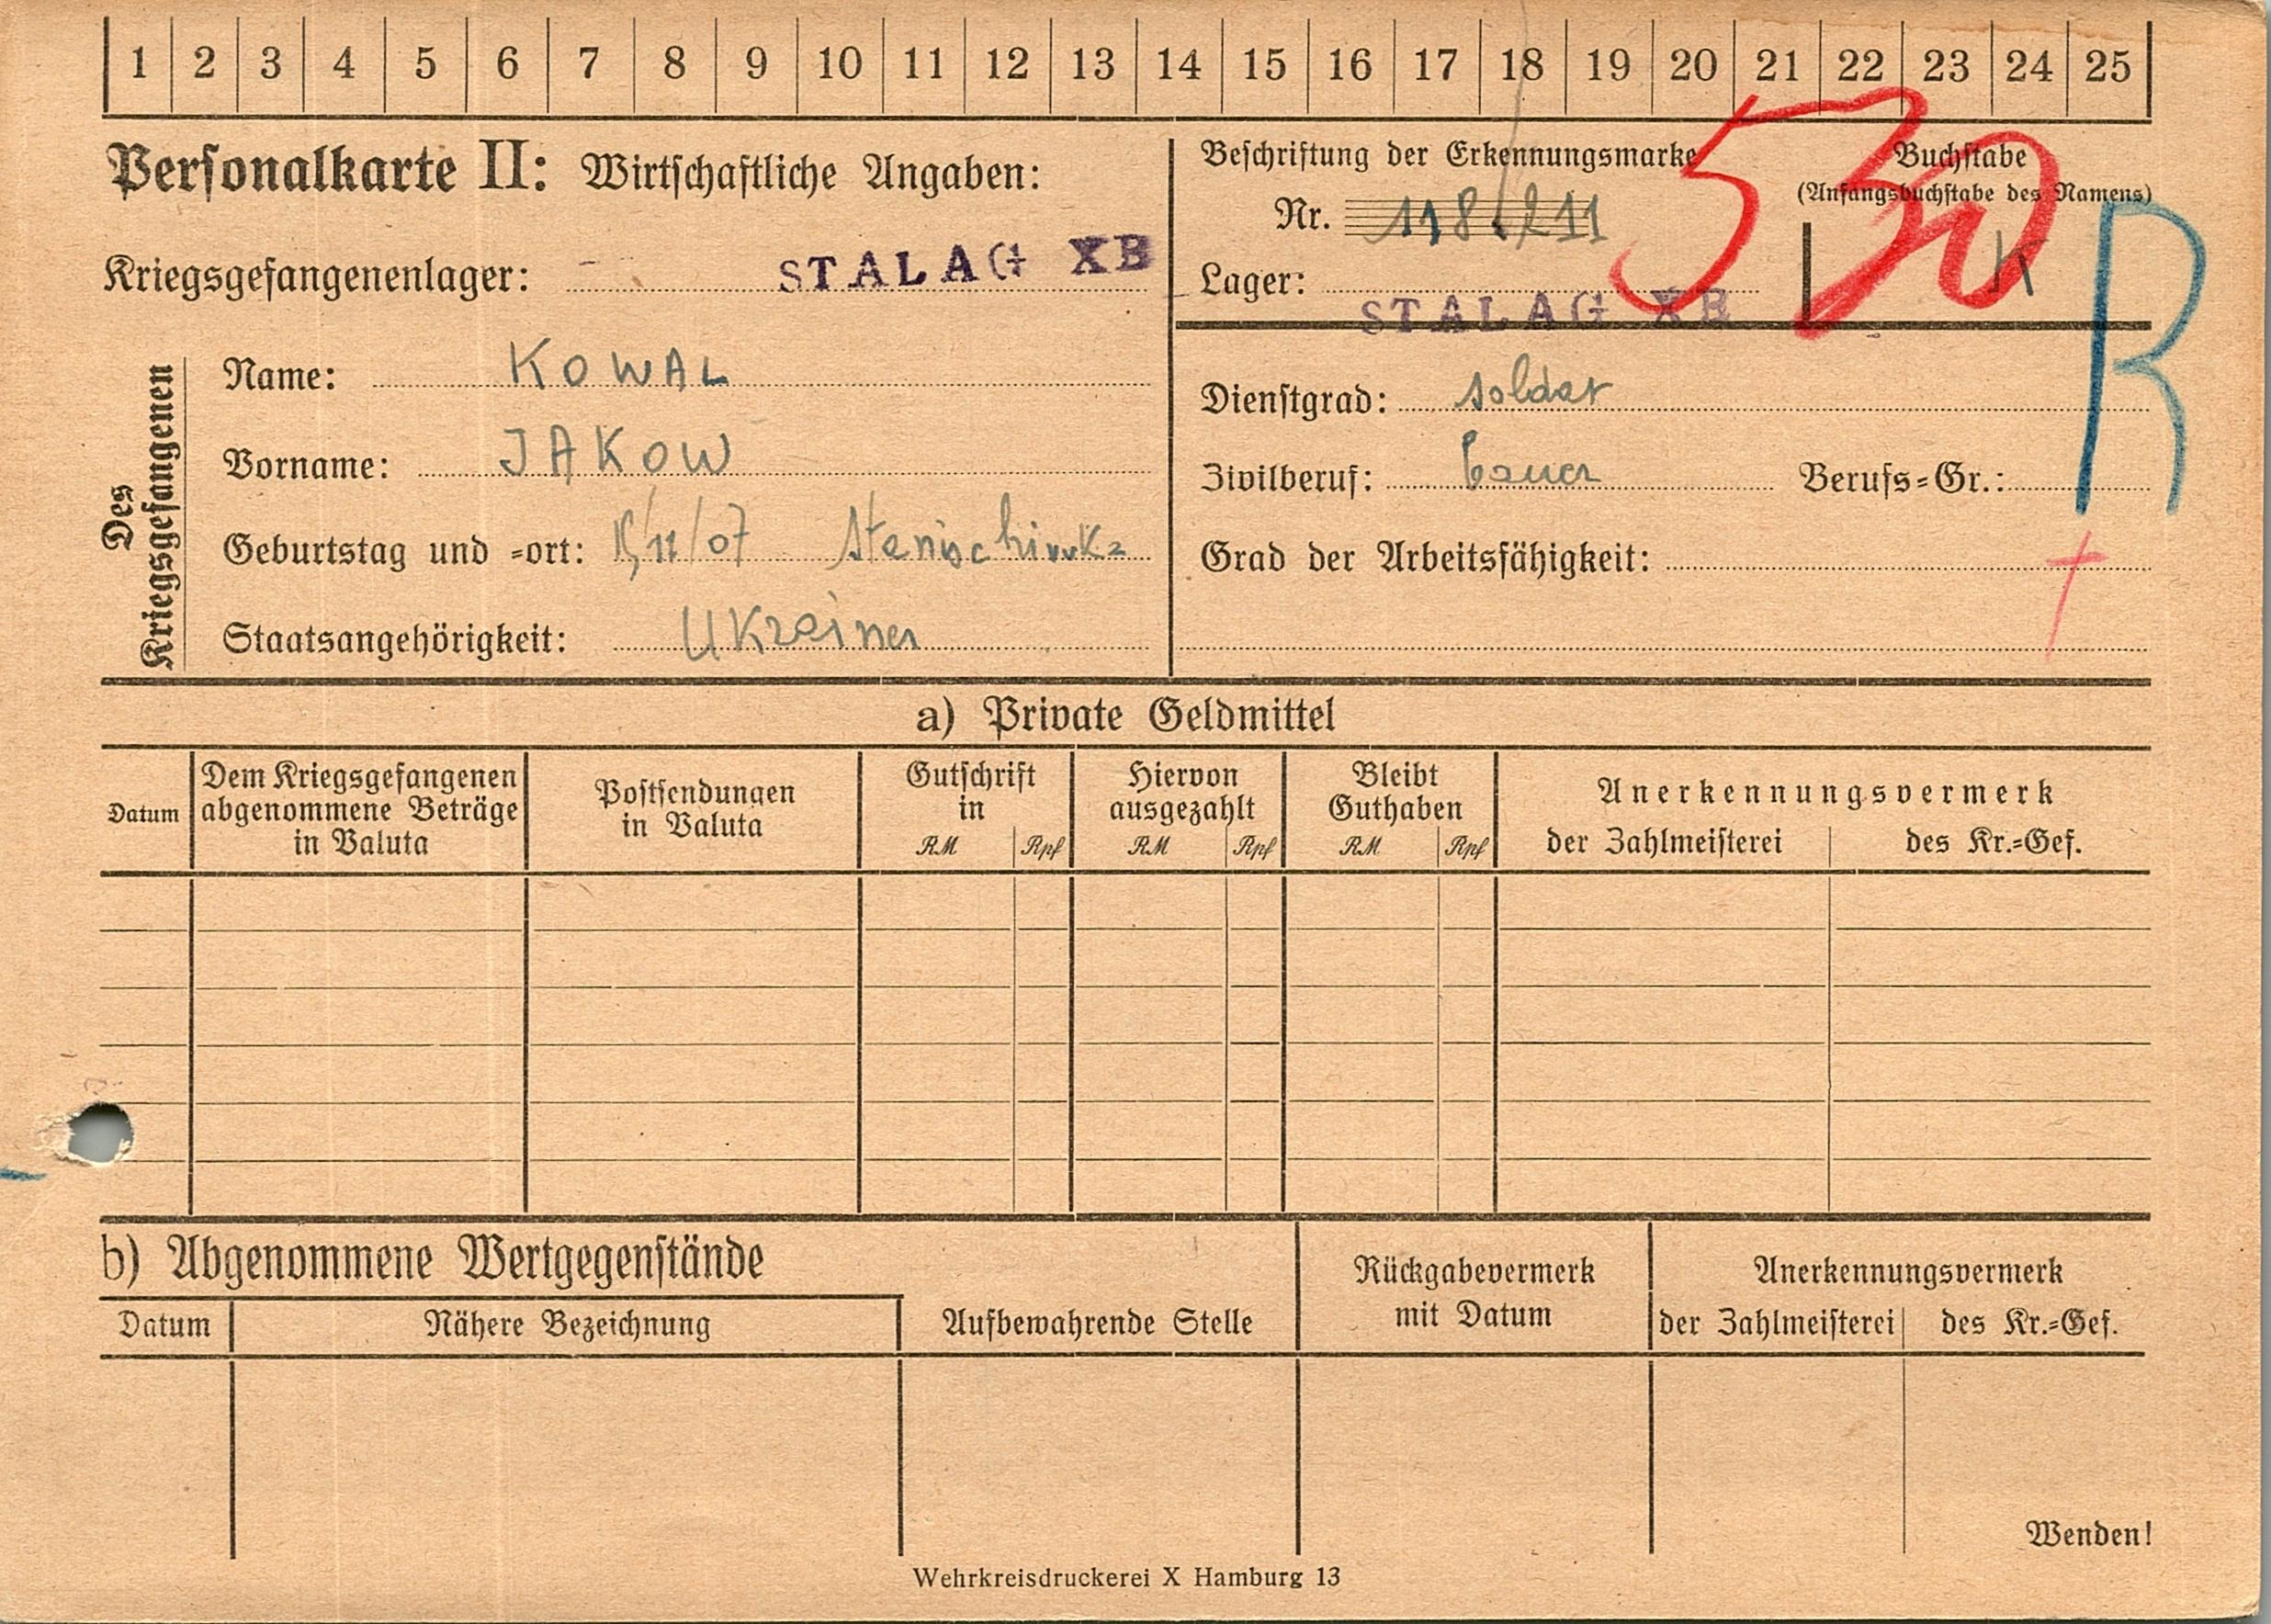 1 2 3 4 5 6 7 8 9 10 11 12 13 14 15 16 17 18 19 20 21 22 23 24 25
530
Personalkarte II: Wirtschaftliche Angaben:
Kriegsgefangenenlager: STALAG XB
Beschriftung der Erkennungsmarke
Nr. 118211
Lager: STALAG XB
Buchstabe
(Anfangsbuchstabe des Namens)
K
R
Des
Kriegsgefangenen
Name: KOWAL
Vorname: JAKOW
Geburtstag und =ort: /11/07
Staatsangehörigkeit: Ukrainer
Dienstgrad: soldat
Zivilberuf: bauer Berufs=Gr.:
Grad der Arbeitsfähigkeit:
a) Private Geldmittel
Datum
Dem Kriegsgefangenen
abgenommene Beträge
in Valuta
Postsendungen
in Valuta
Gutschrift
in
RM Rpf
Hiervon
ausgezahlt
RM Rpf
Bleibt
Guthaben
RM Rpf
Anerkennungsvermerk
der Zahlmeisterei des Kr.=Gef.
b) Abgenommene Wertgegenstände
Datum Nähere Bezeichnung
Aufbewahrende Stelle
Rückgabevermerk
mit Datum
Anerkennungsvermerk
der Zahlmeisterei des Kr.=Gef.
Wenden!
Wehrkreisdruckerei X Hamburg 13